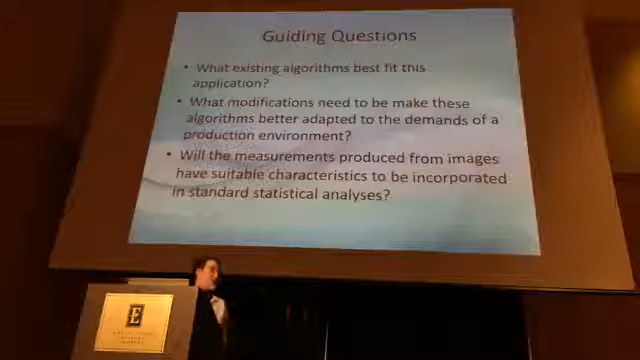 Guiding Questions
• What existing algorithms best fit this
application?
• What modifications need to be make these
algorithms better adapted to the demands of a
production environment?
• Will the measurements produced from images
have suitable characteristics to be incorporated
in standard statistical analyses?
E